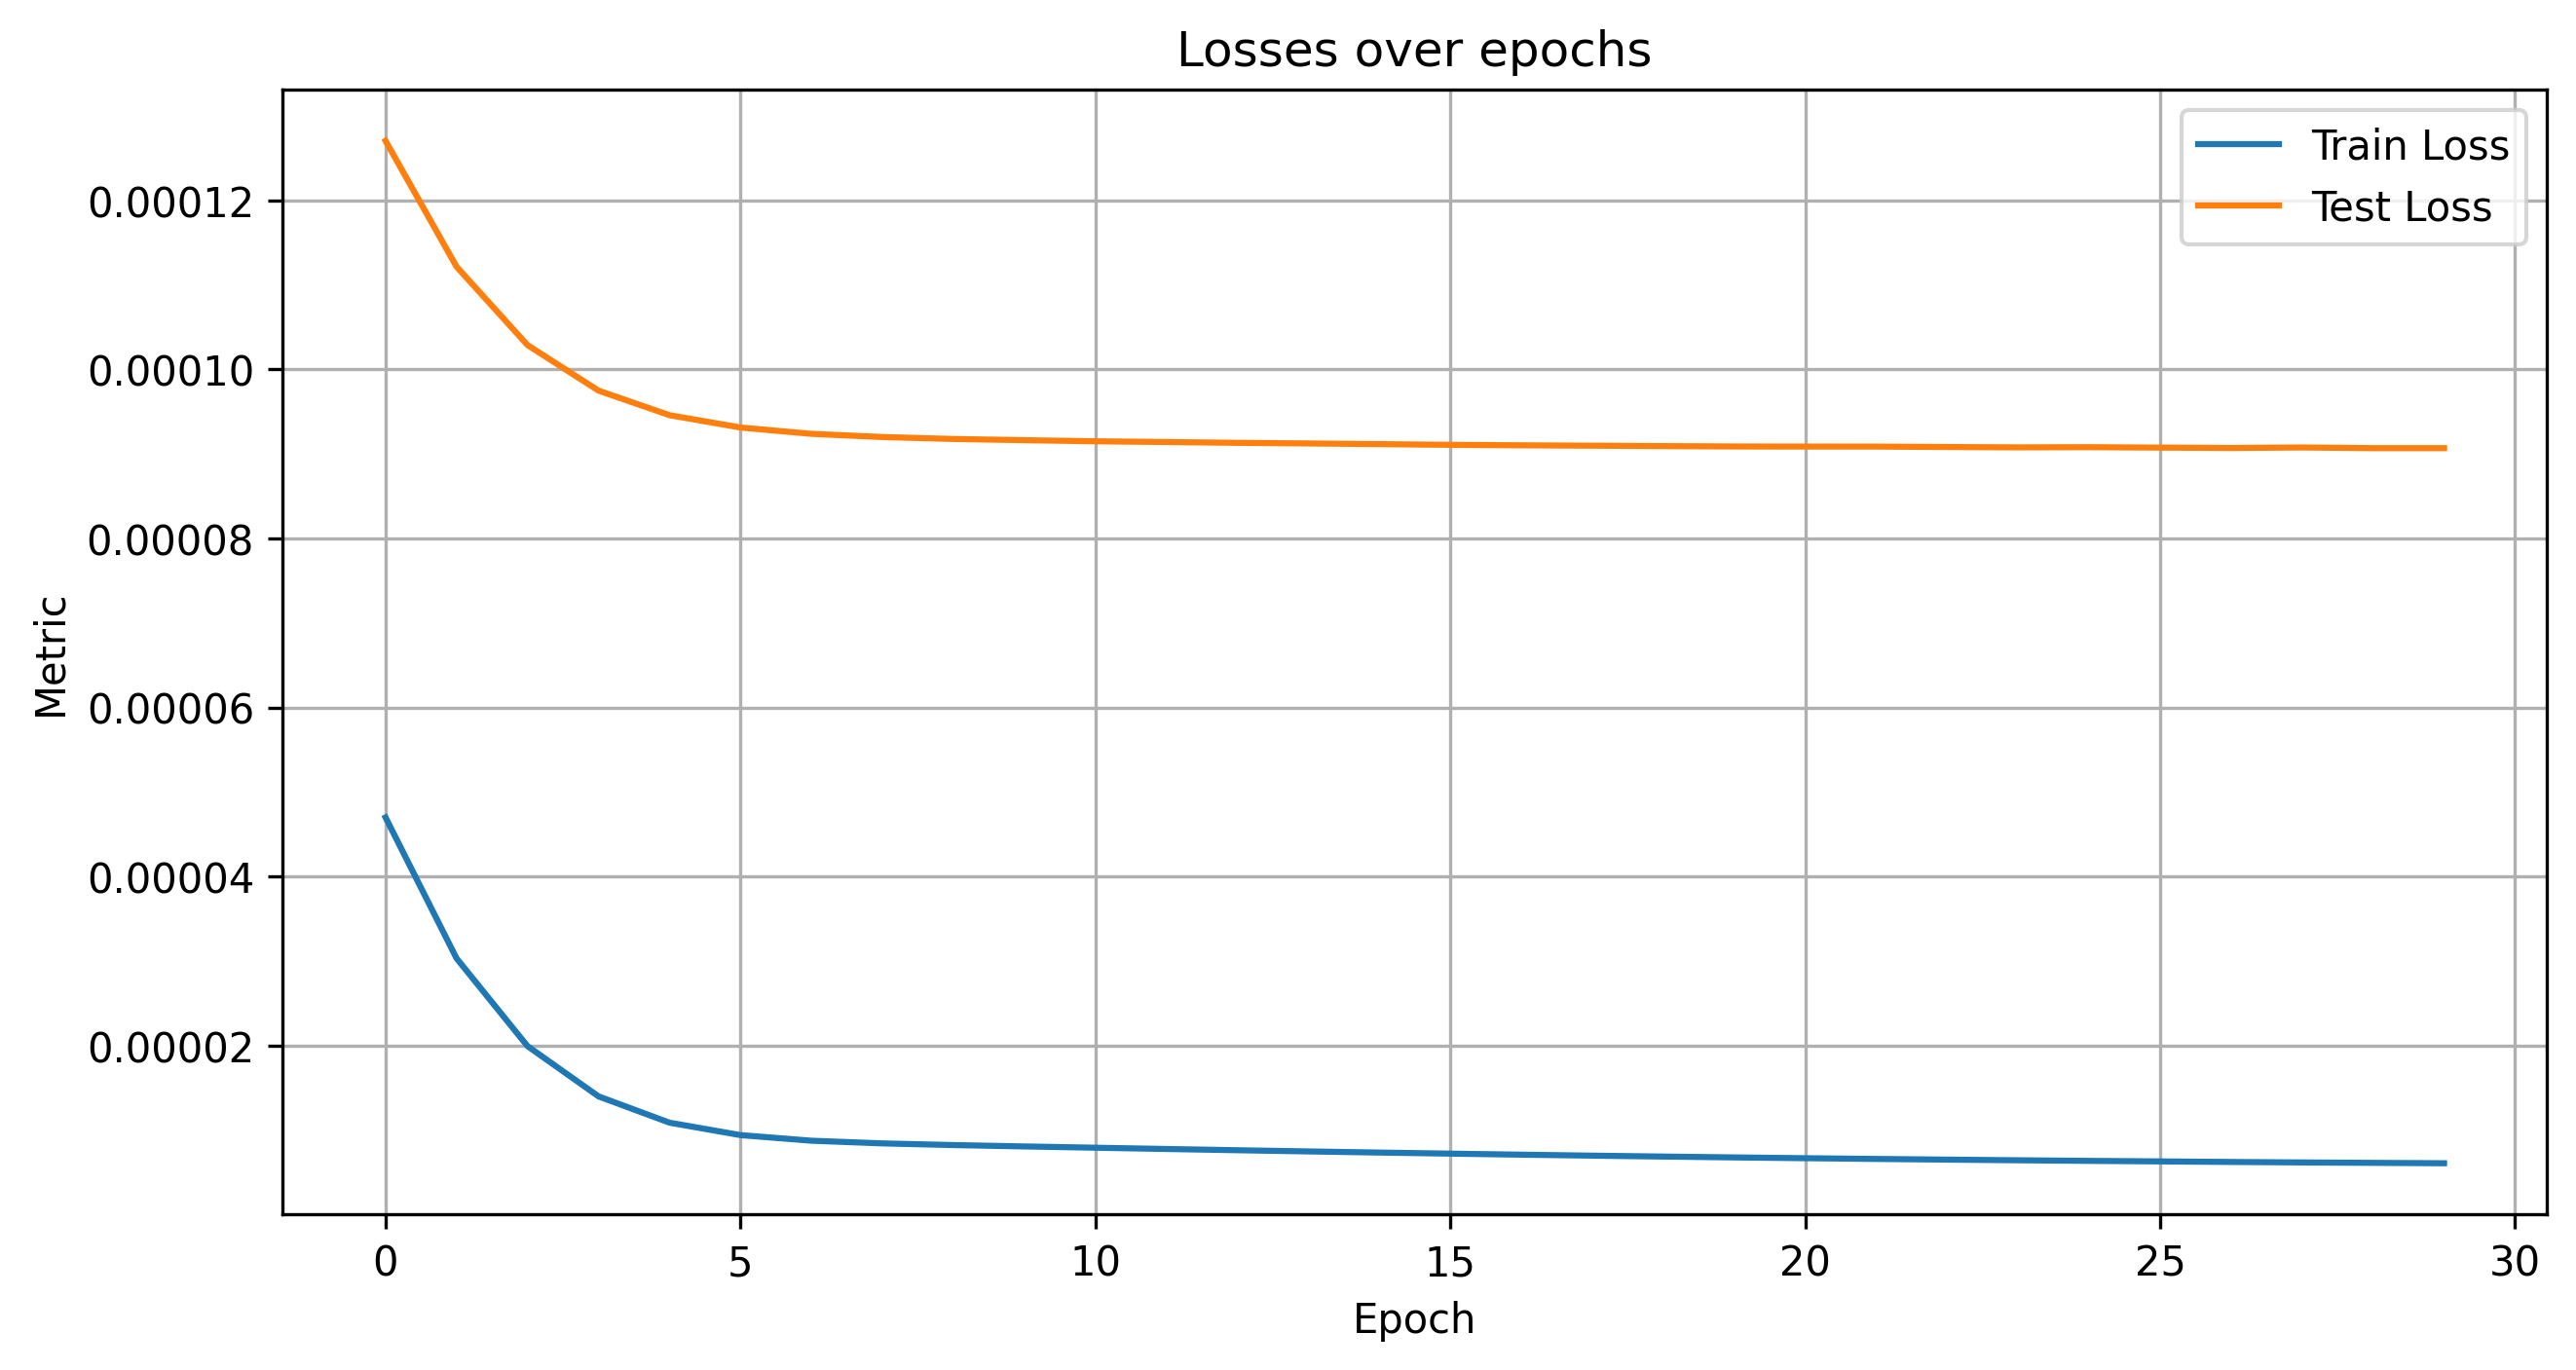 Losses over epochs
Train Loss
Test Loss
0.00012
0.00010
0.00008
0.00006
0.00004
0.00002
Metric
0 5 10 15 20 25 30
Epoch